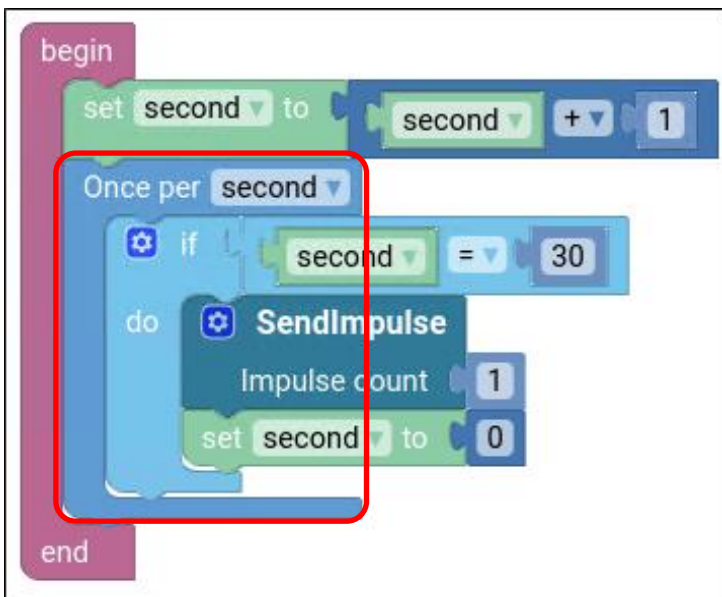 begin
set second to second + 1
Once per second
if second = 30
do SendImpulse
Impulse count 1
set second to 0
end